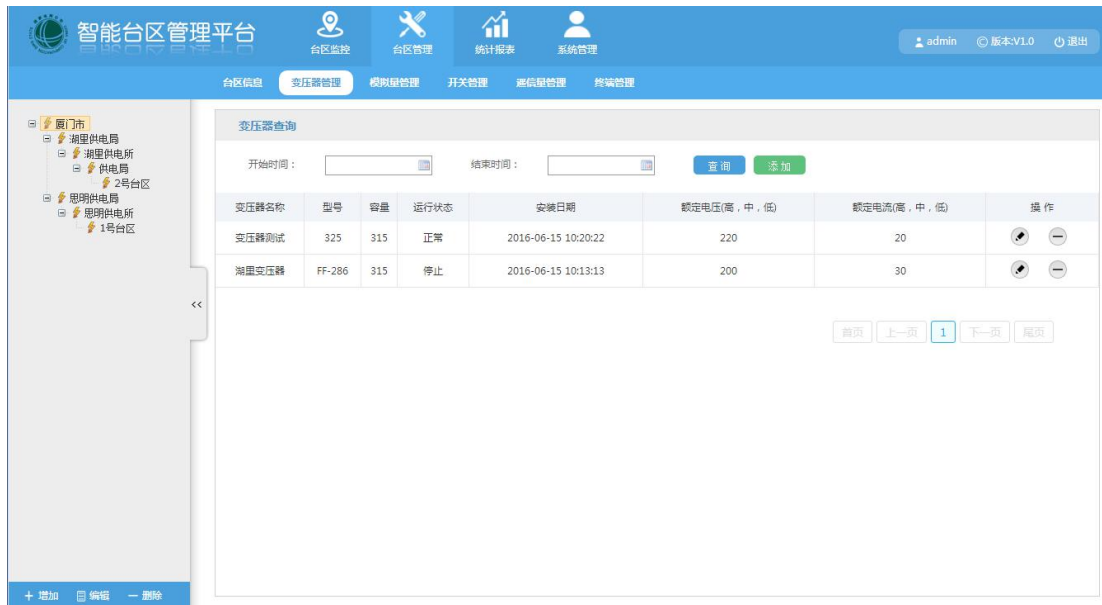 智能台区管理平台
台区监控 台区管理 统计报表 系统管理
admin ©版本:V1.0 退出
台区信息 变压器管理 模拟量管理 开关管理 遥信量管理 终端管理
厦门市
湖里供电局
湖里供电所
供电局
2号台区
思明供电局
思明供电所
1号台区
变压器查询
开始时间： 结束时间： 查询 添加
变压器名称 型号 容量 运行状态 安装日期 额定电压(高，中，低) 额定电流(高，中，低) 操作
变压器测试 325 315 正常 2016-06-15 10:20:22 220 20
湖里变压器 FF-286 315 停止 2016-06-15 10:13:13 200 30
<<
首页 上一页 1 下一页 尾页
增加 编辑 删除